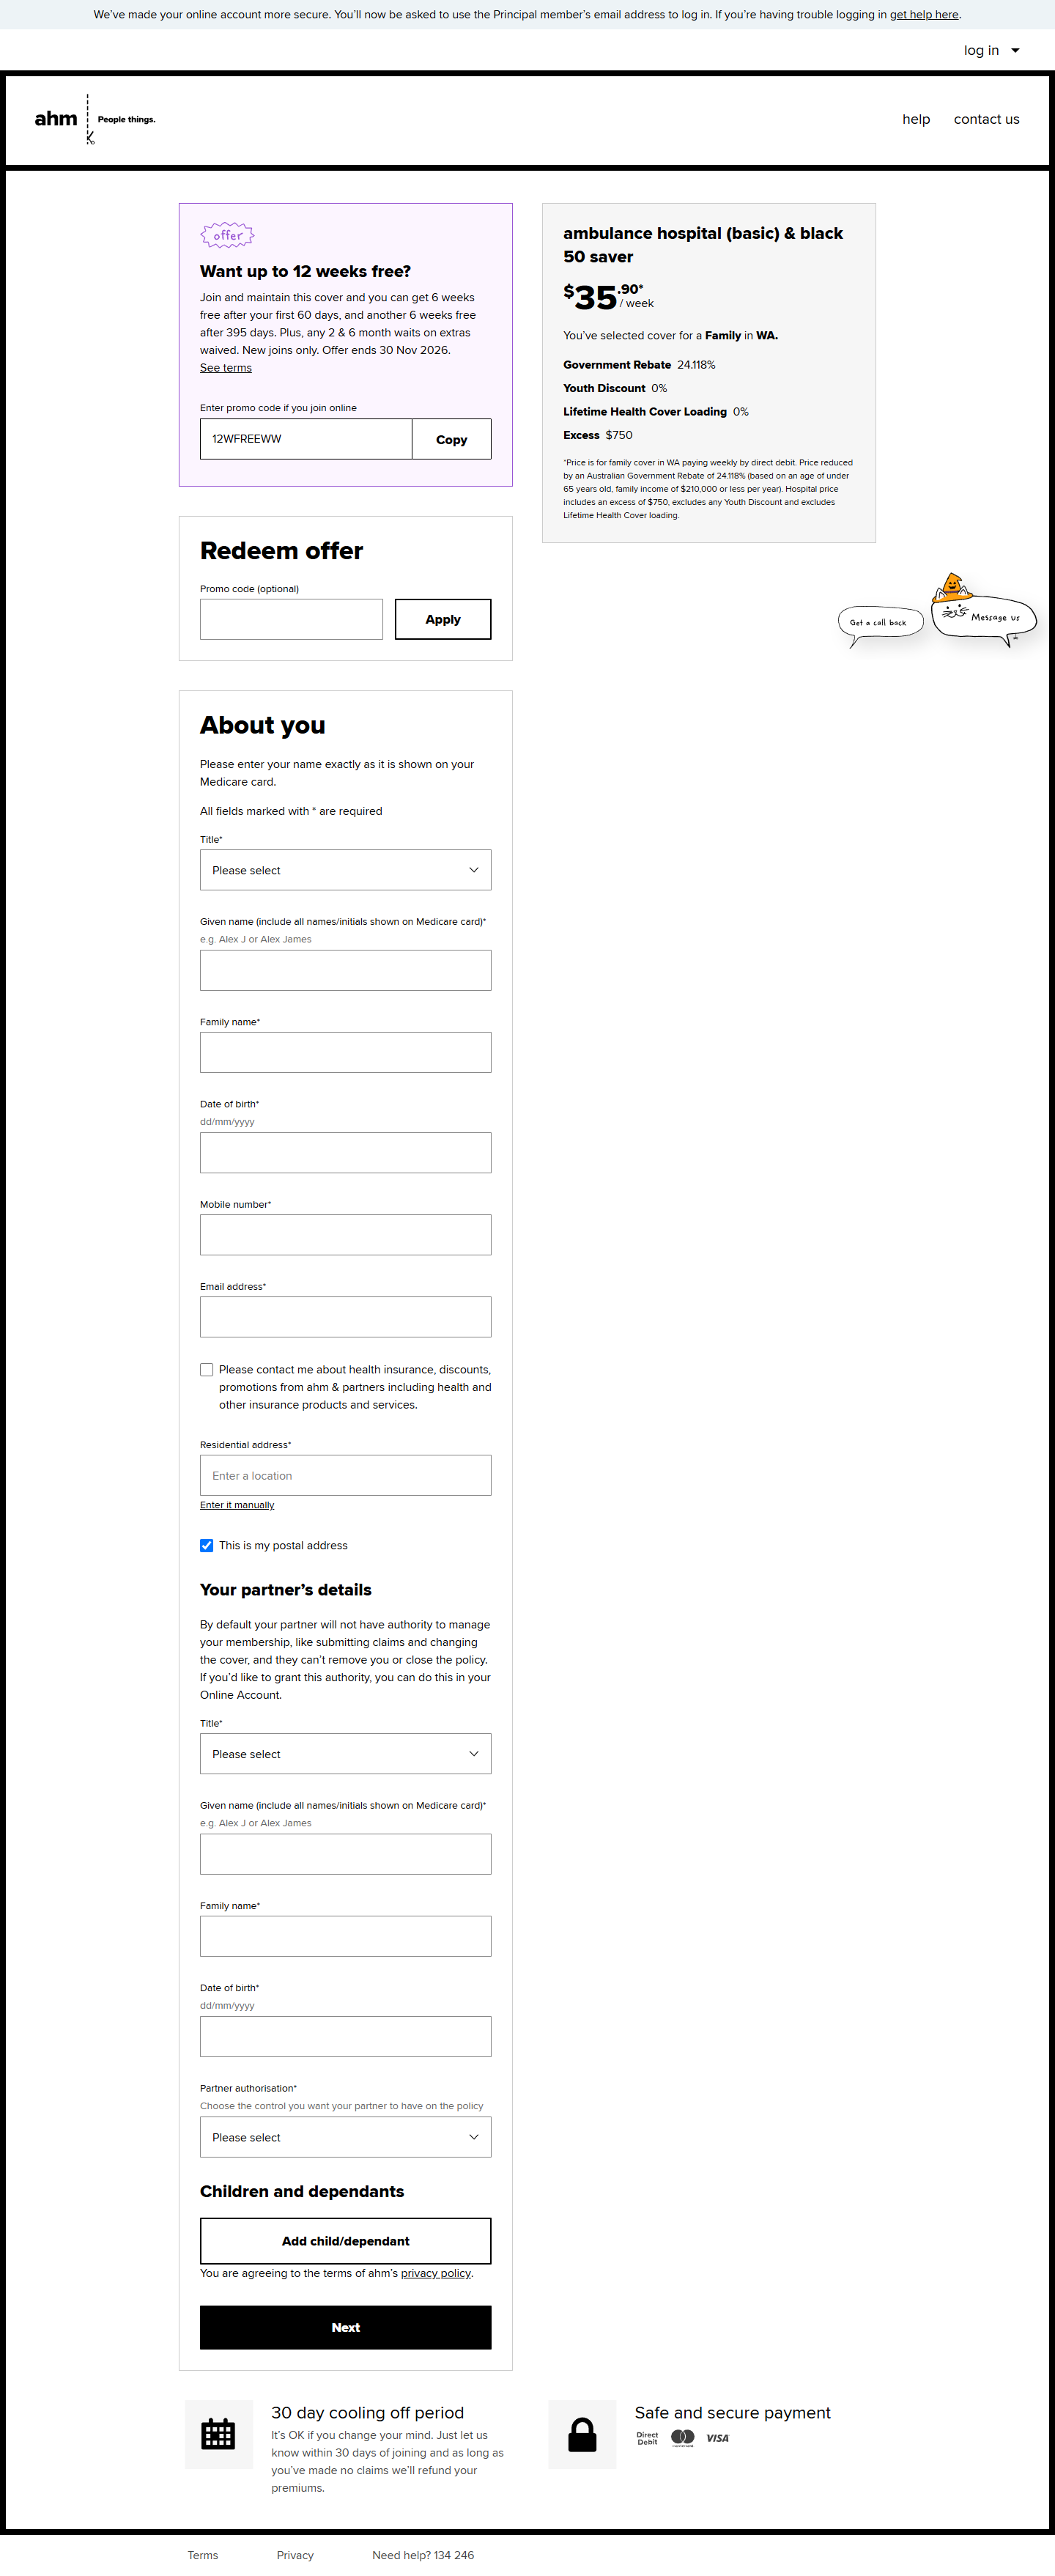 We've made your online account more secure. You'll now be asked to use the Principal member's email address to log in. If you're having trouble logging in get help here.
log in
ahm
People things.
help
contact us
offer
Want up to 12 weeks free?
Join and maintain this cover and you can get 6 weeks
free after your first 60 days, and another 6 weeks free
after 395 days. Plus, any 2 & 6 month waits on extras
waived. New joins only. Offer ends 30 Nov 2026.
See terms
Enter promo code if you join online
12WFREEWW
Copy
ambulance hospital (basic) & black
50 saver
$35.90*
/ week
You've selected cover for a Family in WA.
Government Rebate 24.118%
Youth Discount 0%
Lifetime Health Cover Loading 0%
Excess $750
*Price is for family cover in WA paying weekly by direct debit. Price reduced
by an Australian Government Rebate of 24.118% (based on an age of under
65 years old, family income of $210,000 or less per year). Hospital price
includes an excess of $750, excludes any Youth Discount and excludes
Lifetime Health Cover loading.
Redeem offer
Promo code (optional)
Apply
Get a call back
Message us
About you
Please enter your name exactly as it is shown on your
Medicare card.
All fields marked with * are required
Title*
Please select
Given name (include all names/initials shown on Medicare card)*
e.g. Alex J or Alex James
Family name*
Date of birth*
dd/mm/yyyy
Mobile number*
Email address*
Please contact me about health insurance, discounts,
promotions from ahm & partners including health and
other insurance products and services.
Residential address*
Enter a location
Enter it manually
This is my postal address
Your partner's details
By default your partner will not have authority to manage
your membership, like submitting claims and changing
the cover, and they can't remove you or close the policy.
If you'd like to grant this authority, you can do this in your
Online Account.
Title*
Please select
Given name (include all names/initials shown on Medicare card)*
e.g. Alex J or Alex James
Family name*
Date of birth*
dd/mm/yyyy
Partner authorisation*
Choose the control you want your partner to have on the policy
Please select
Children and dependants
Add child/dependant
You are agreeing to the terms of ahm's privacy policy.
Next
30 day cooling off period
It's OK if you change your mind. Just let us
know within 30 days of joining and as long as
you've made no claims we'll refund your
premiums.
Safe and secure payment
Direct
Debit
mastercard
VISA
Terms
Privacy
Need help? 134 246